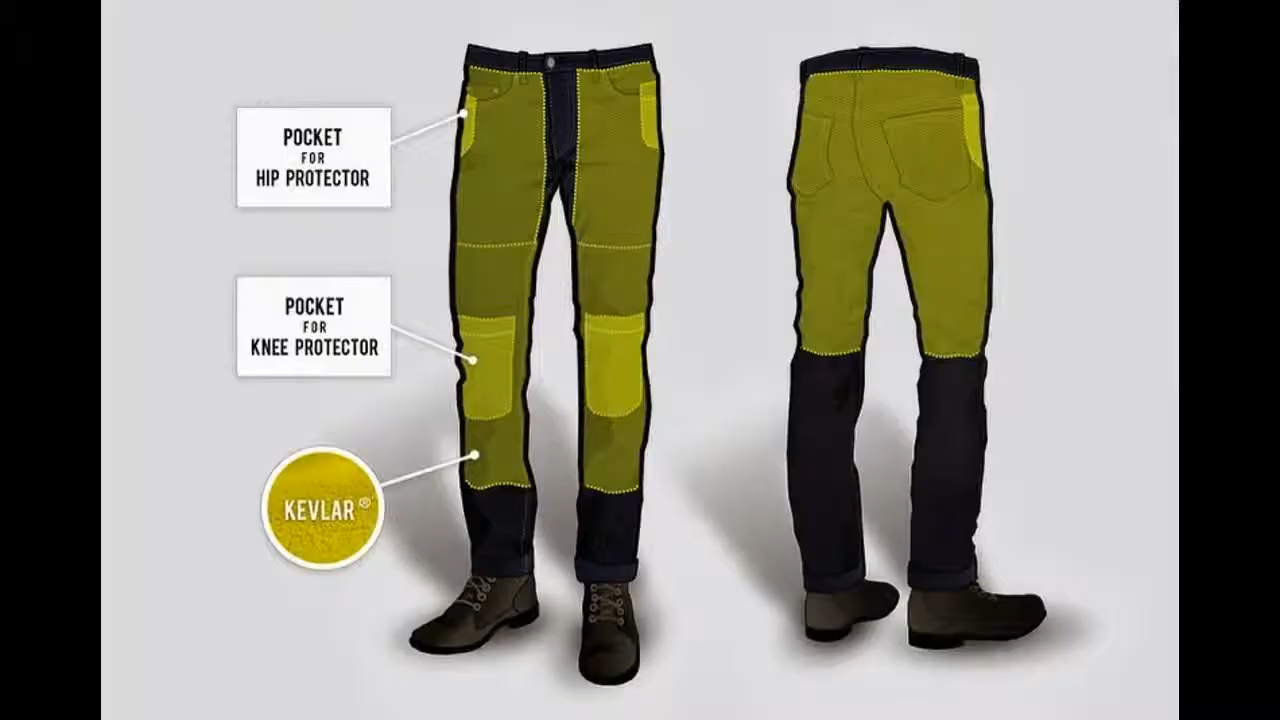 POCKET
FOR
HIP PROTECTOR
POCKET
FOR
KNEE PROTECTOR
KEVLAR®